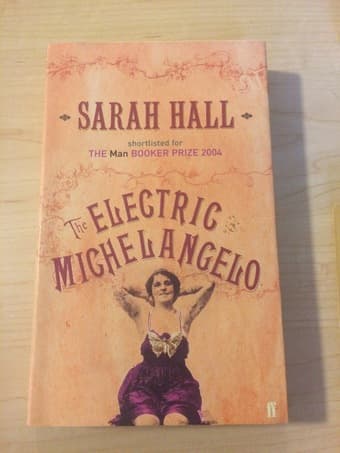 SARAH HALL
shortlisted for
THE Man BOOKER PRIZE 2004
The ELECTRIC
MICHELANGELO
ff